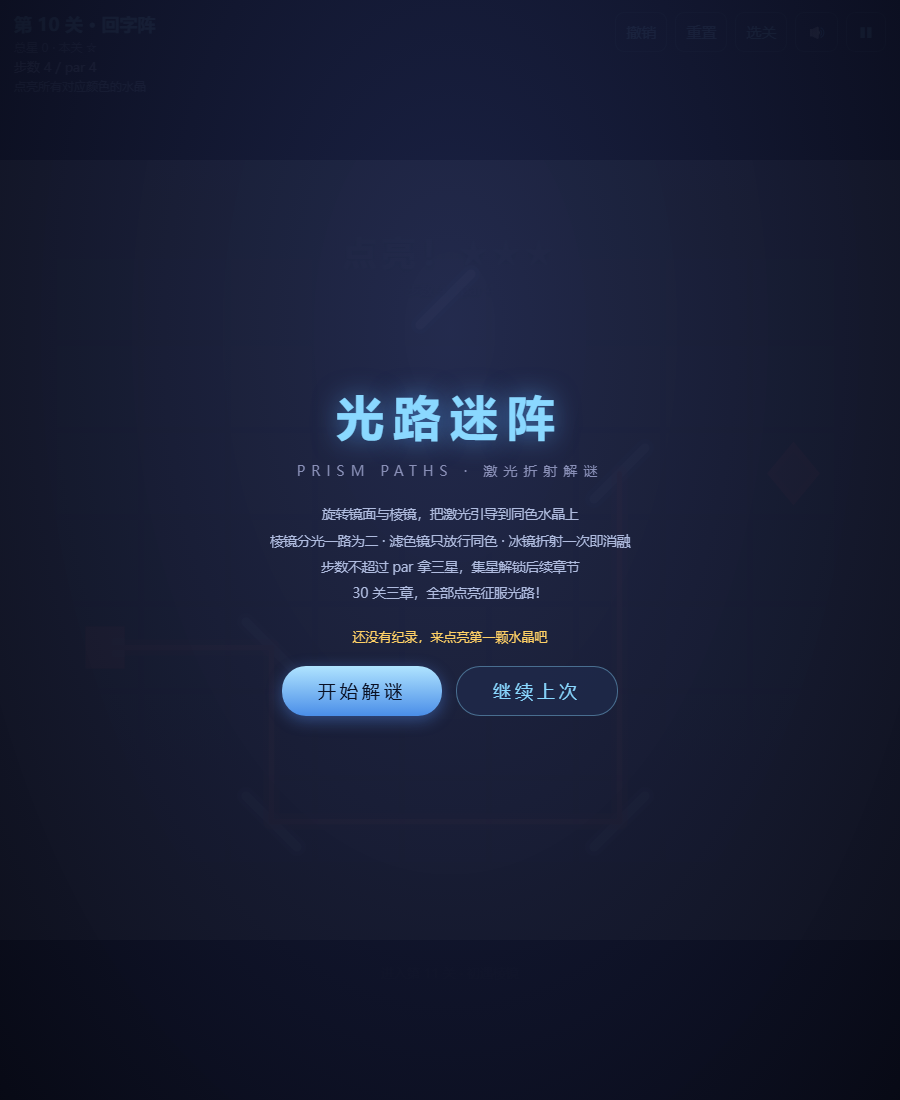 第 10 关 · 回字阵
步数 4 / par 4
撤销
重置
选关
光路迷阵
PRISM PATHS · 激光折射解谜
旋转镜面与棱镜，把激光引导到同色水晶上
棱镜分光一路为二 · 滤色镜只放行同色 · 冰镜折射一次即消融
步数不超过 par 拿三星，集星解锁后续章节
30 关三章，全部点亮征服光路！
还没有纪录，来点亮第一颗水晶吧
开始解谜
继续上次